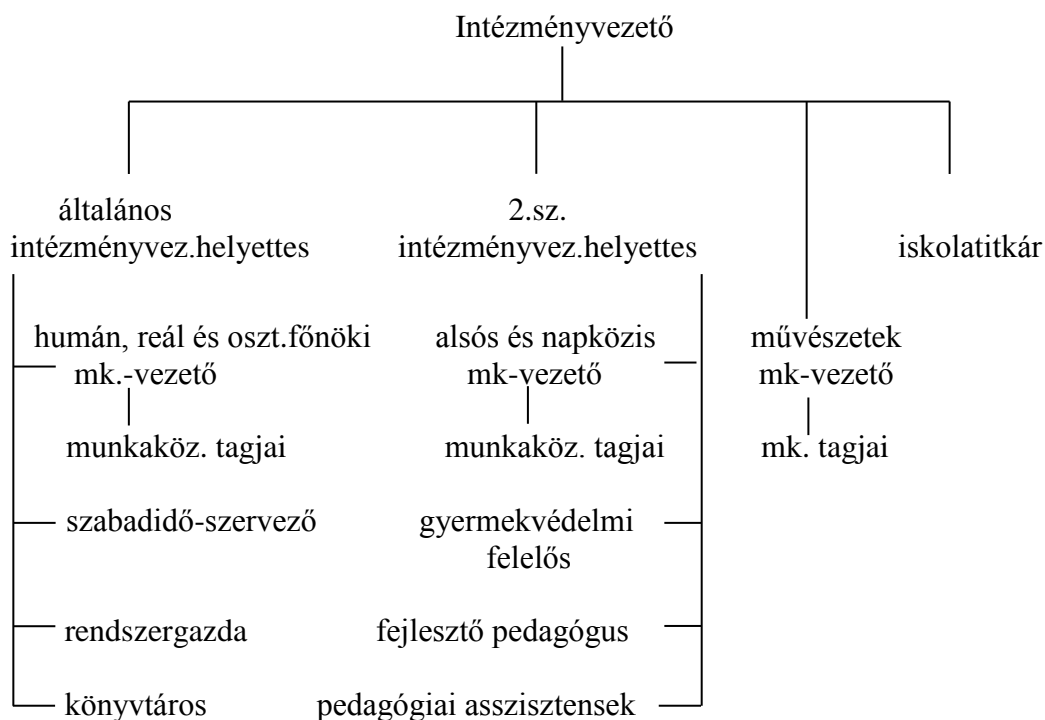 Intézményvezető
általános
intézményvez.helyettes
2.sz.
intézményvez.helyettes
iskolatitkár
humán, reál és oszt.főnöki
mk.-vezető
alsós és napközis
mk-vezető
művészetek
mk-vezető
munkaköz. tagjai
munkaköz. tagjai
mk. tagjai
szabadidő-szervező
gyermekvédelmi
felelős
rendszergazda
fejlesztő pedagógus
könyvtáros
pedagógiai asszisztensek